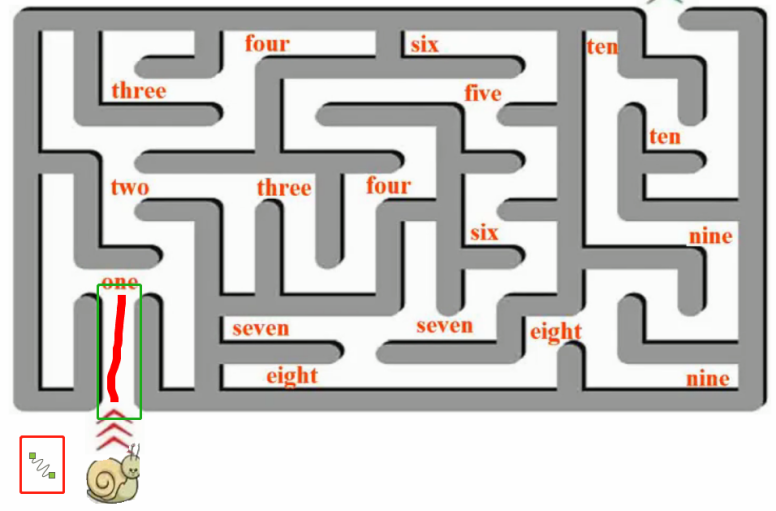 four six ten
three five
ten
two three four
six nine
one
seven seven eight
eight nine